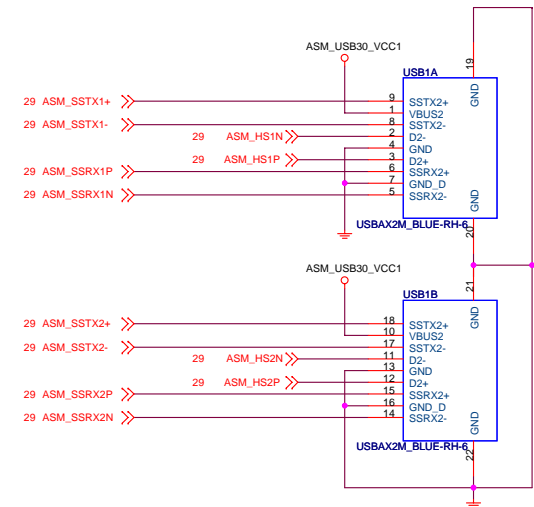 ASM_USB30_VCC1
19
USB1A
GND
29 ASM_SSTX1+ 9 SSTX2+
1 VBUS2
29 ASM_SSTX1- 8 SSTX2-
29 ASM_HS1N 2 D2-
4 GND
29 ASM_HS1P 3 D2+
29 ASM_SSRX1P 6 SSRX2+
7 GND_D
29 ASM_SSRX1N 5 SSRX2-
GND
USBAX2M_BLUE-RH-6
20
ASM_USB30_VCC1
21
USB1B
GND
29 ASM_SSTX2+ 18 SSTX2+
10 VBUS2
29 ASM_SSTX2- 17 SSTX2-
29 ASM_HS2N 11 D2-
13 GND
29 ASM_HS2P 12 D2+
29 ASM_SSRX2P 15 SSRX2+
16 GND_D
29 ASM_SSRX2N 14 SSRX2-
GND
USBAX2M_BLUE-RH-6
22